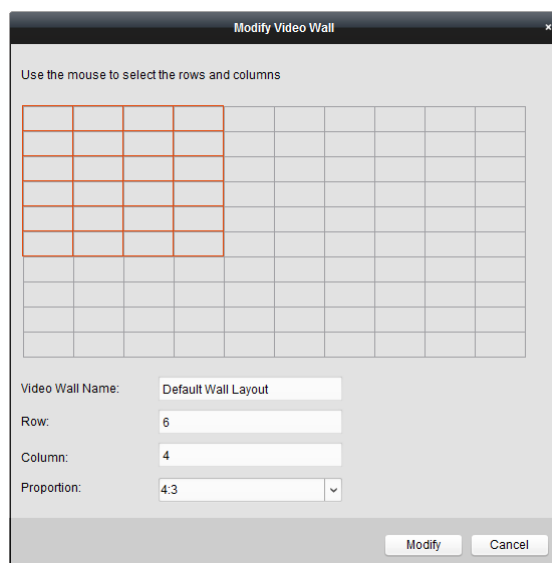 Modify Video Wall ×
Use the mouse to select the rows and columns
Video Wall Name: Default Wall Layout
Row: 6
Column: 4
Proportion: 4:3
Modify Cancel